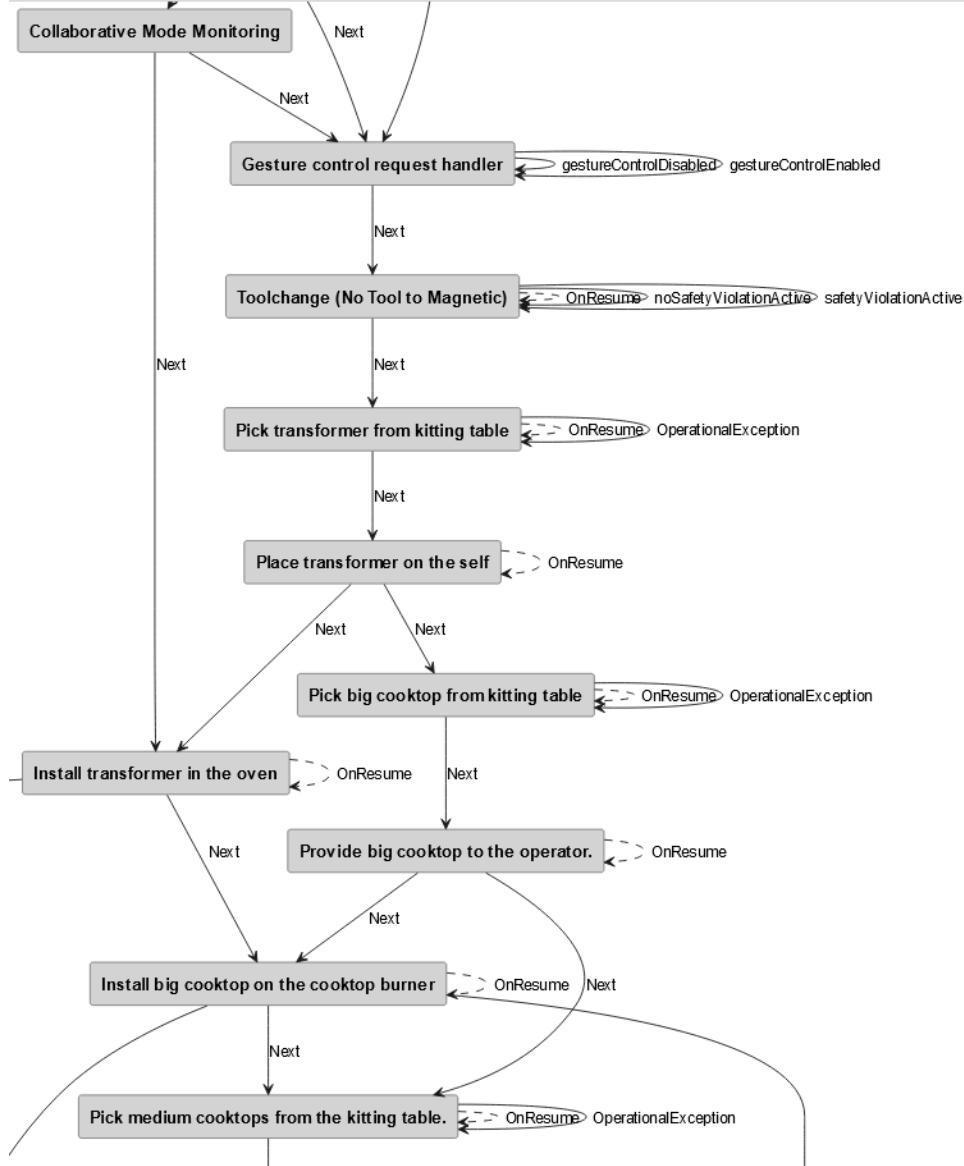 Collaborative Mode Monitoring
Next
Next
Gesture control request handler
gestureControlDisabled
gestureControlEnabled
Next
Toolchange (No Tool to Magnetic)
OnResume
noSafetyViolationActive
safetyViolationActive
Next
Next
Pick transformer from kitting table
OnResume
OperationalException
Next
Place transformer on the self
OnResume
Next
Next
Pick big cooktop from kitting table
OnResume
OperationalException
Install transformer in the oven
OnResume
Next
Next
Provide big cooktop to the operator.
OnResume
Next
Install big cooktop on the cooktop burner
OnResume
Next
Next
Pick medium cooktops from the kitting table.
OnResume
OperationalException